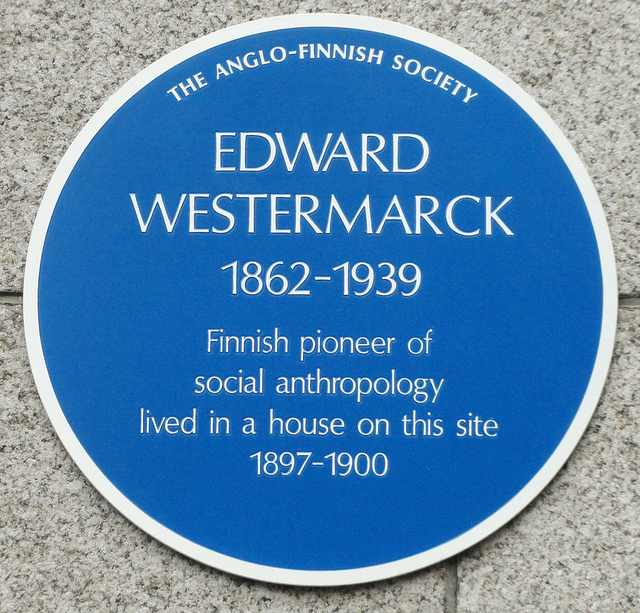 THE ANGLO-FINNISH SOCIETY
EDWARD
WESTERMARCK
1862-1939
Finnish pioneer of
social anthropology
lived in a house on this site
1897-1900